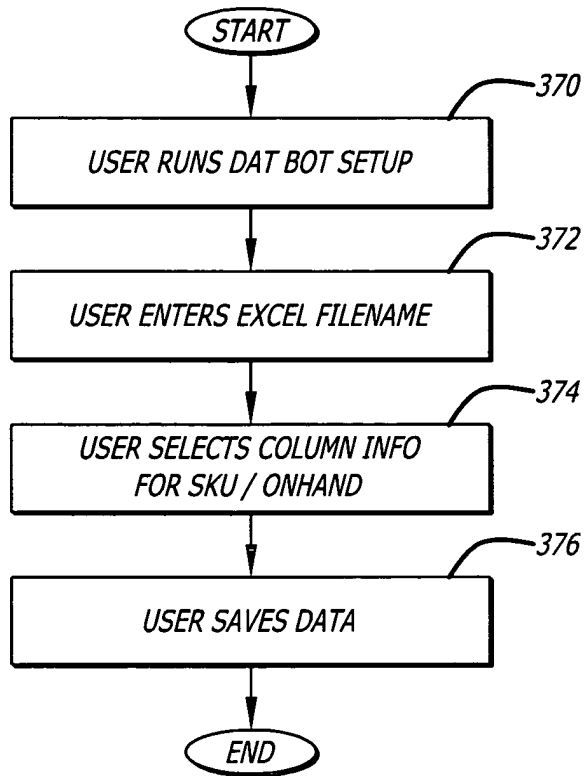 START
370
USER RUNS DAT BOT SETUP
372
USER ENTERS EXCEL FILENAME
374
USER SELECTS COLUMN INFO
FOR SKU / ONHAND
376
USER SAVES DATA
END